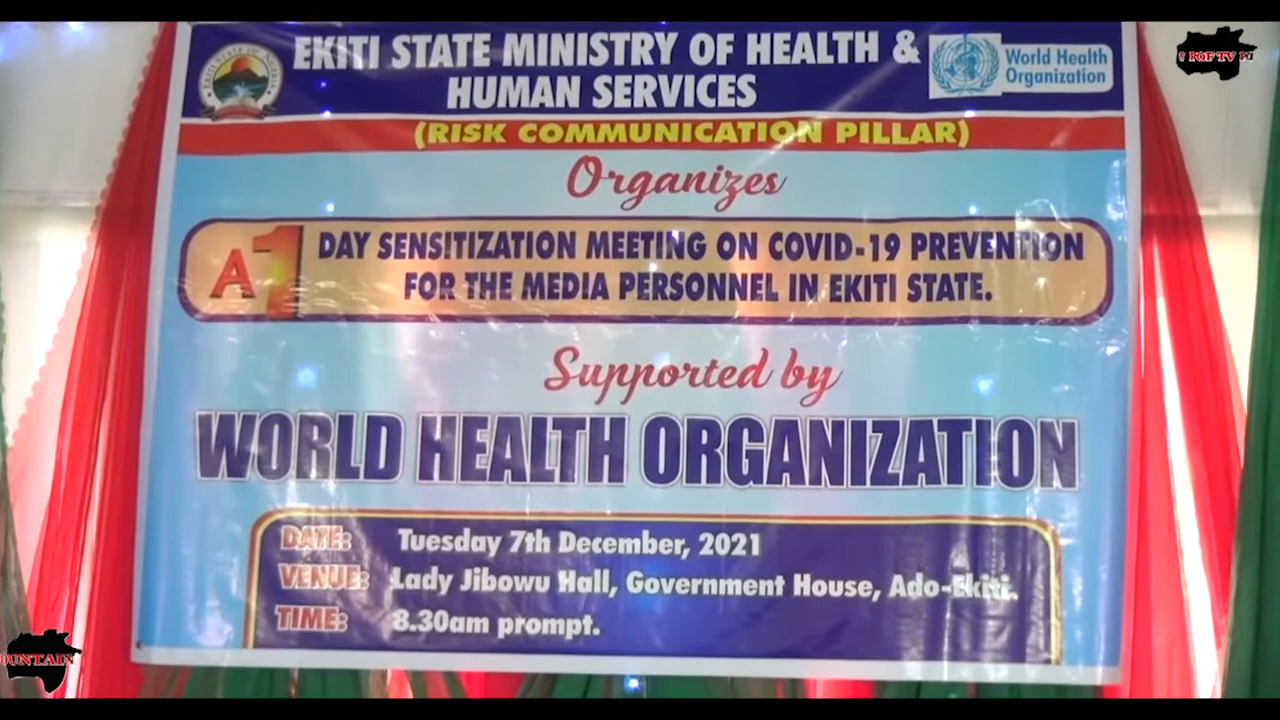 EKITI STATE MINISTRY OF HEALTH &
HUMAN SERVICES
World Health
Organization
(RISK COMMUNICATION PILLAR)
Organizes
A 1 DAY SENSITIZATION MEETING ON COVID-19 PREVENTION
FOR THE MEDIA PERSONNEL IN EKITI STATE.
Supported by
WORLD HEALTH ORGANIZATION
DATE: Tuesday 7th December, 2021
VENUE: Lady Jibowu Hall, Government House, Ado-Ekiti.
TIME: 8.30am prompt.